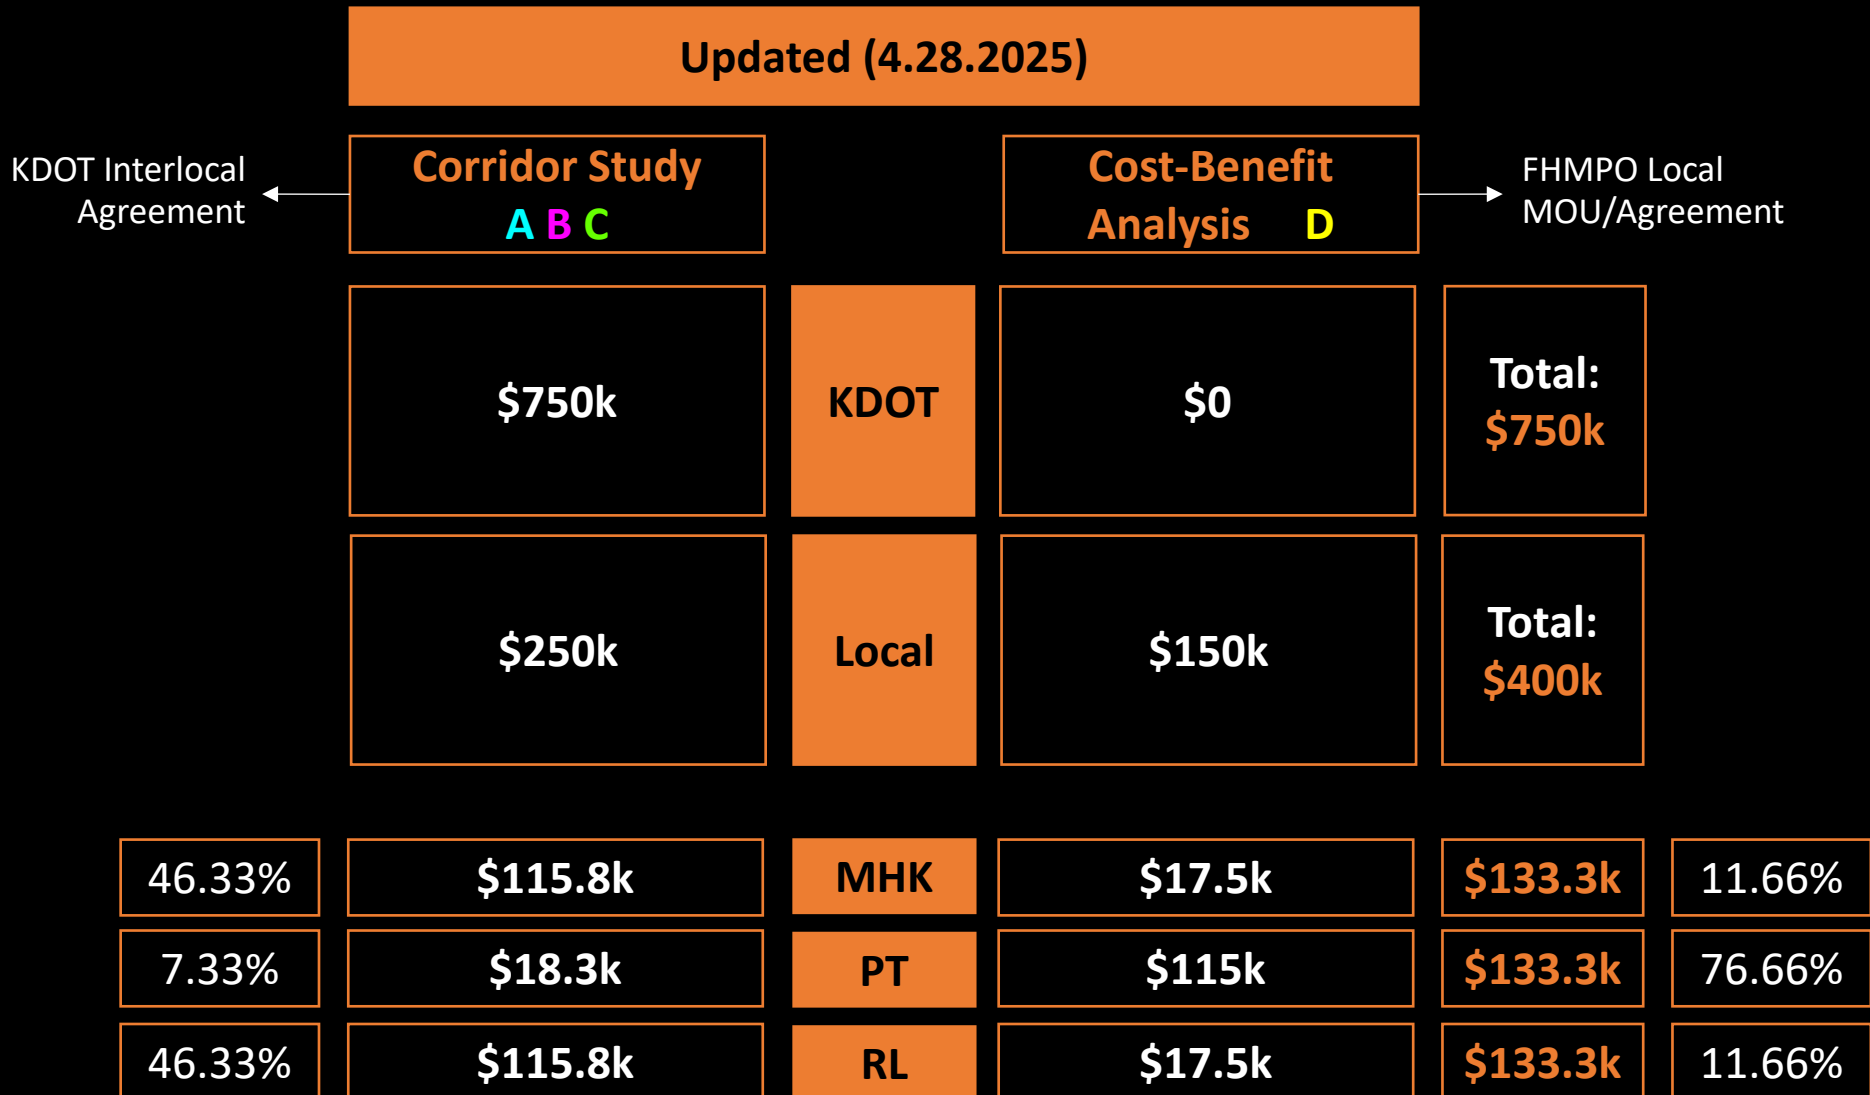 Updated (4.28.2025)
KDOT Interlocal
Agreement
Corridor Study
A B C
Cost-Benefit
Analysis D
FHMPO Local
MOU/Agreement
$750k
KDOT
$0
Total:
$750k
$250k
Local
$150k
Total:
$400k
46.33%
$115.8k
MHK
$17.5k
$133.3k
11.66%
7.33%
$18.3k
PT
$115k
$133.3k
76.66%
46.33%
$115.8k
RL
$17.5k
$133.3k
11.66%